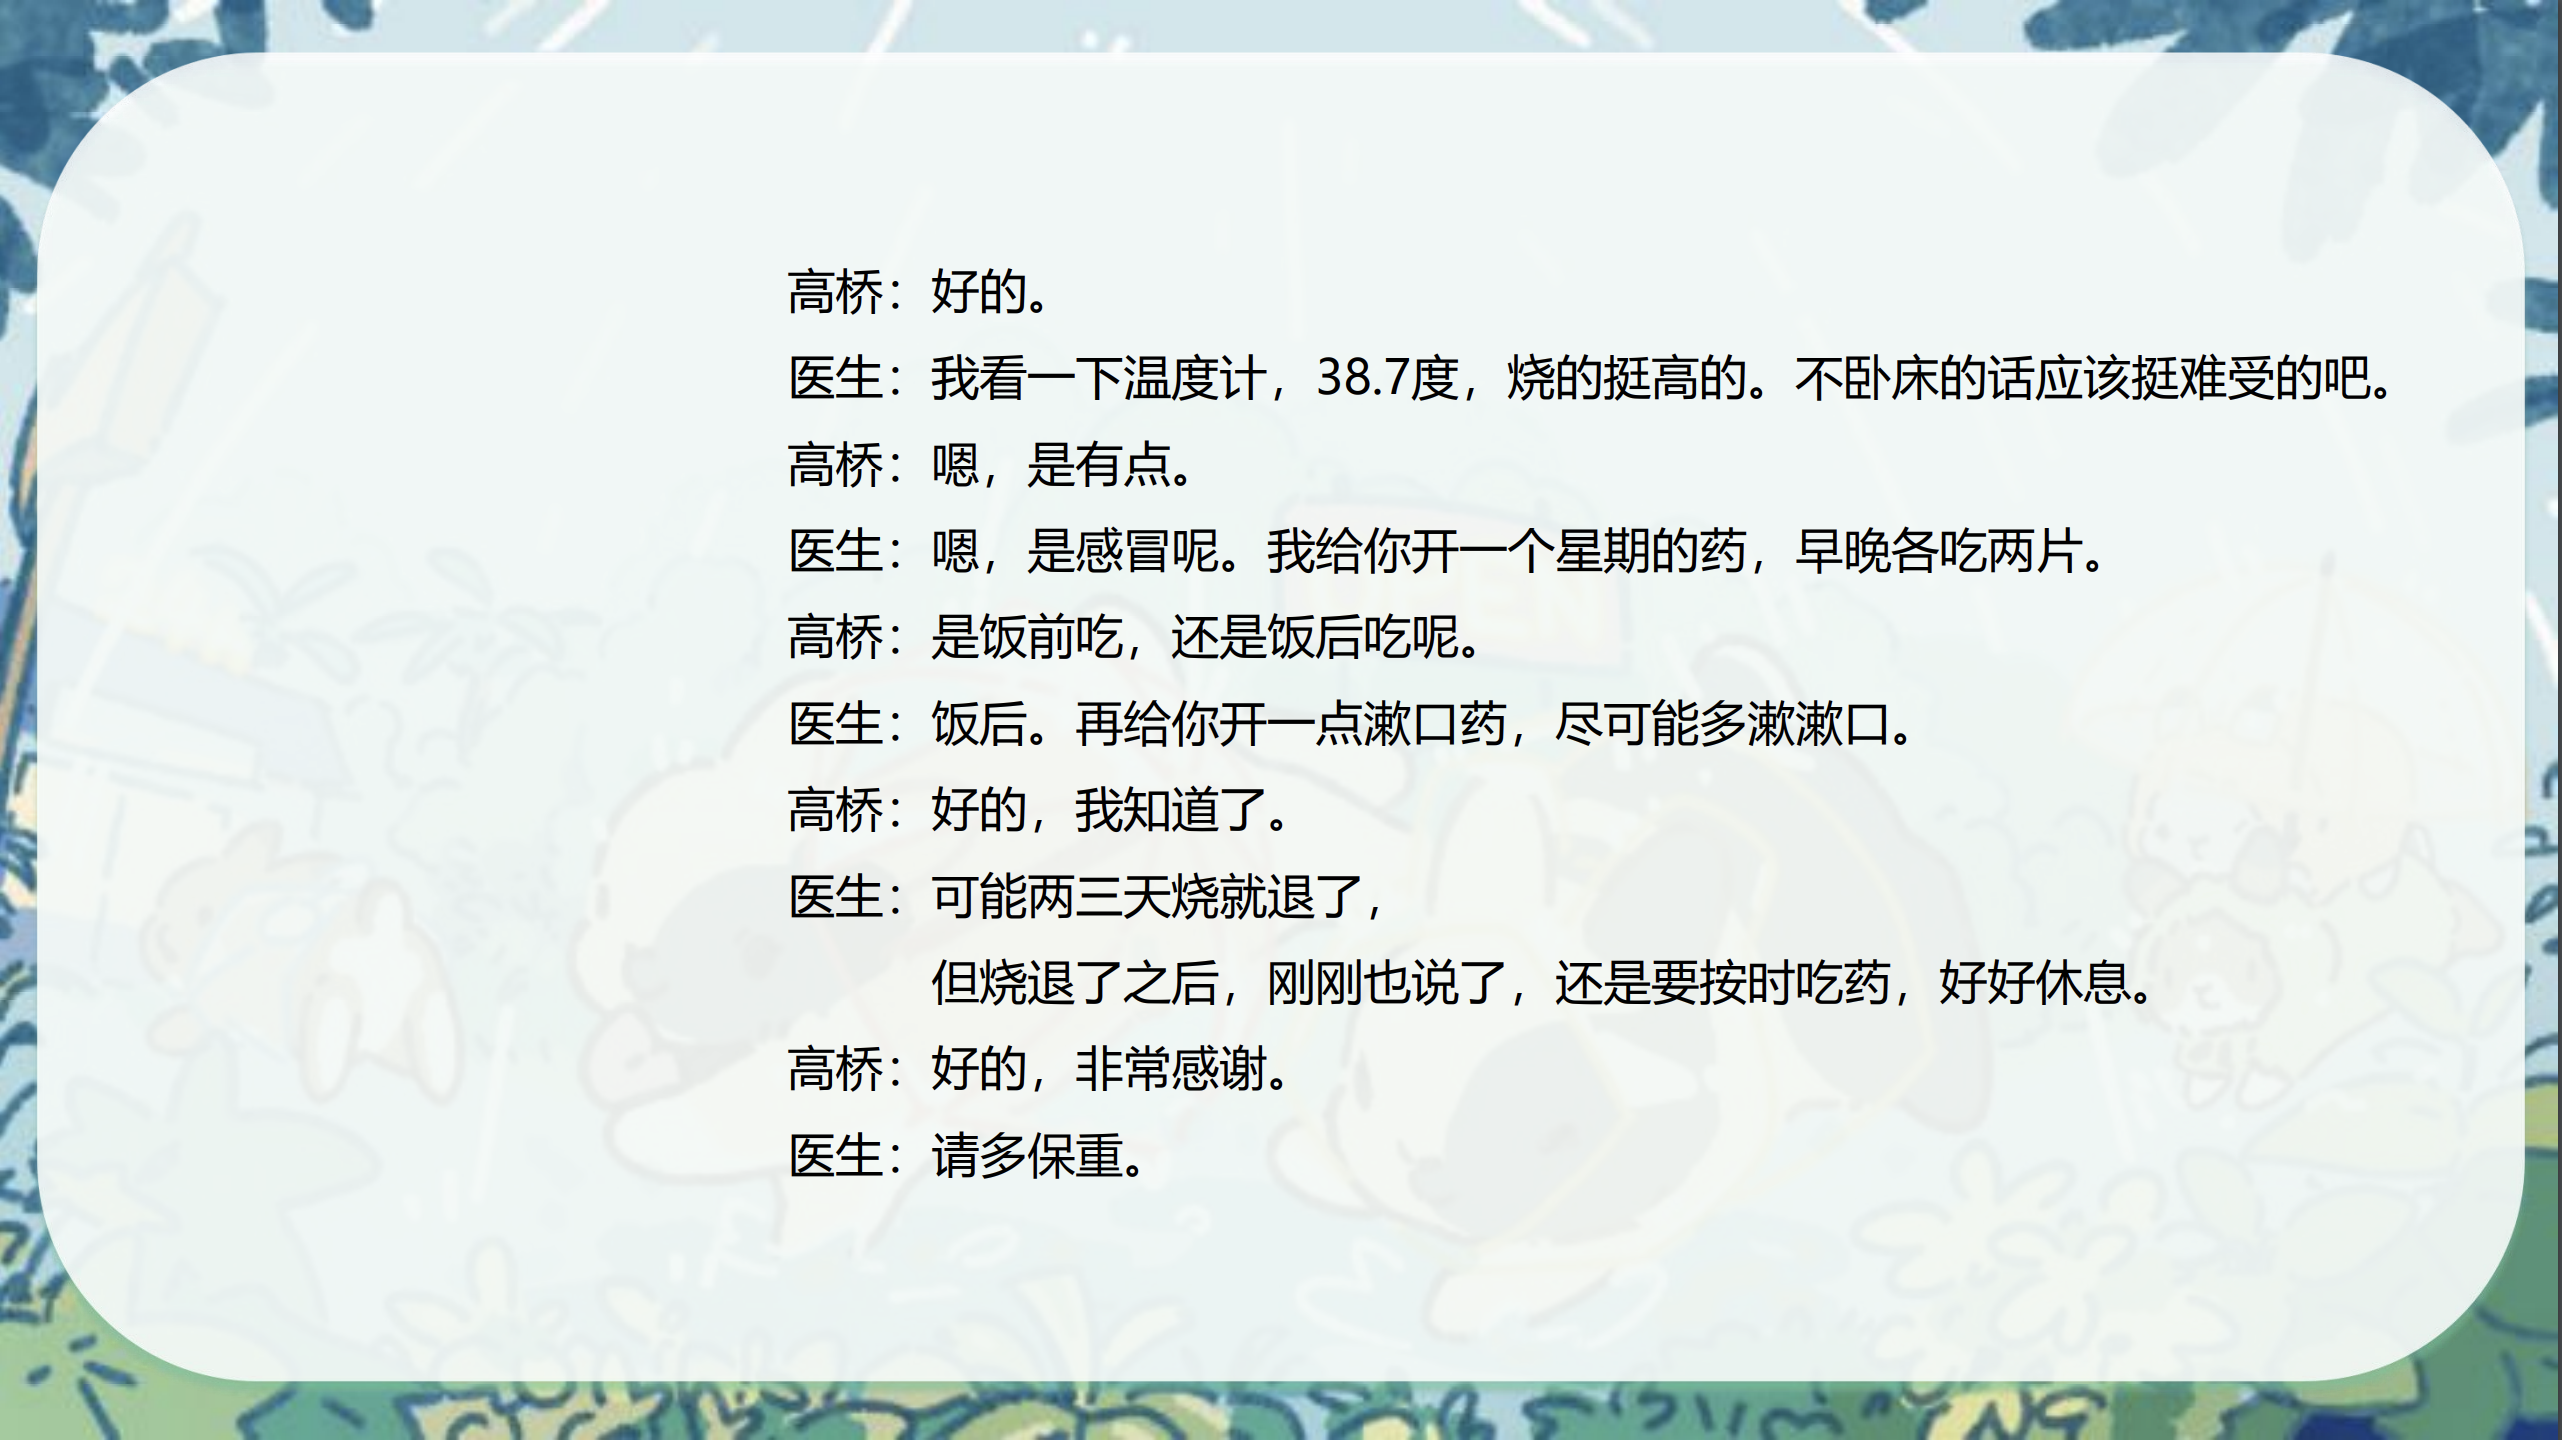 高桥：好的。
医生：我看一下温度计，38.7度，烧的挺高的。不卧床的话应该挺难受的吧。
高桥：嗯，是有点。
医生：嗯，是感冒呢。我给你开一个星期的药，早晚各吃两片。
高桥：是饭前吃，还是饭后吃呢。
医生：饭后。再给你开一点漱口药，尽可能多漱漱口。
高桥：好的，我知道了。
医生：可能两三天烧就退了，
但烧退了之后，刚刚也说了，还是要按时吃药，好好休息。
高桥：好的，非常感谢。
医生：请多保重。